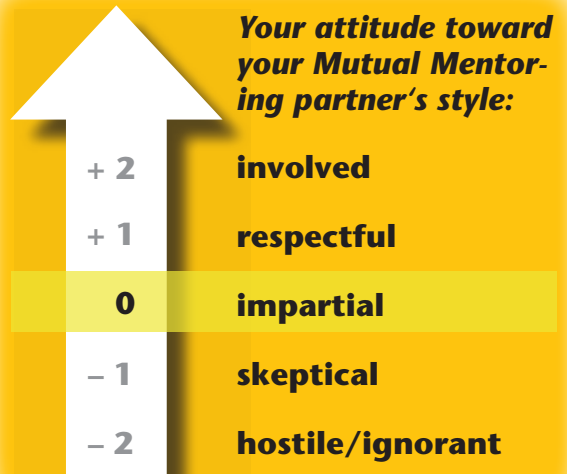 Your attitude toward
your Mutual Mentor-
ing partner's style:
+ 2 involved
+ 1 respectful
0 impartial
– 1 skeptical
– 2 hostile/ignorant